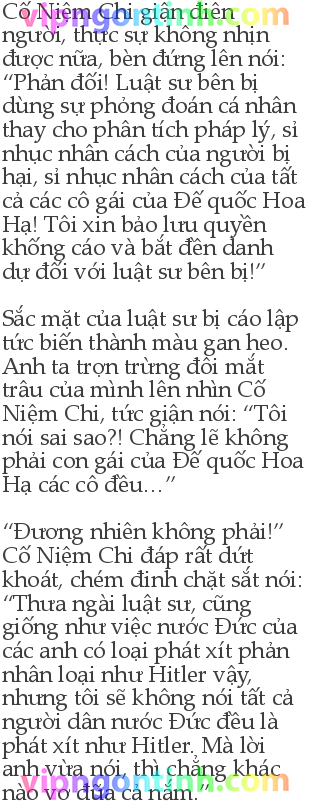 Cố Niệm Chi giận điên
vipngontinh.com
người, thực sự không nhịn
được nữa, bèn đứng lên nói:
“Phản đối! Luật sư bên bị
dùng sự phỏng đoán cá nhân
thay cho phân tích pháp lý, sỉ
nhục nhân cách của người bị
hại, sỉ nhục nhân cách của tất
cả các cô gái của Đế quốc Hoa
Hạ! Tôi xin bảo lưu quyền
khống cáo và bắt đền danh
dự đối với luật sư bên bị!”
Sắc mặt của luật sư bị cáo lập
tức biến thành màu gan heo.
Anh ta trợn trừng đôi mắt
trâu của mình lên nhìn Cố
Niệm Chi, tức giận nói: “Tôi
nói sai sao?! Chẳng lẽ không
phải con gái của Đế quốc Hoa
Hạ các cô đều...”
“Đương nhiên không phải!”
Cố Niệm Chi đáp rất dứt
khoát, chém đinh chặt sắt nói:
“Thưa ngài luật sư, cũng
giống như việc nước Đức của
các anh có loại phát xít phản
nhân loại như Hitler vậy,
nhưng tôi sẽ không nói tất cả
người dân nước Đức đều là
phát xít như Hitler. Mà lời
anh vừa nói, thì chẳng khác
nào vơ đũa cả nắm.”
vipngontinh.com